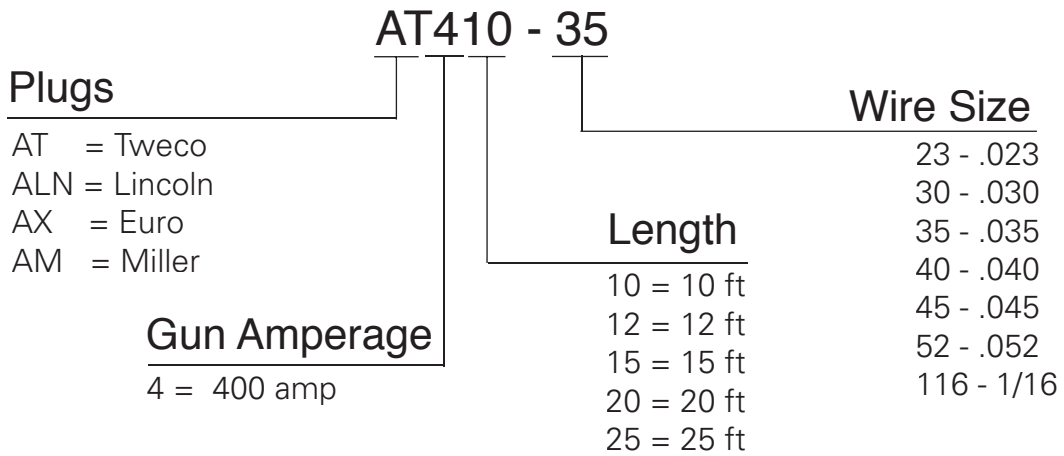 AT410 - 35
Plugs
AT = Tweco
ALN = Lincoln
AX = Euro
AM = Miller
Gun Amperage
4 = 400 amp
Length
10 = 10 ft
12 = 12 ft
15 = 15 ft
20 = 20 ft
25 = 25 ft
Wire Size
23 - .023
30 - .030
35 - .035
40 - .040
45 - .045
52 - .052
116 - 1/16